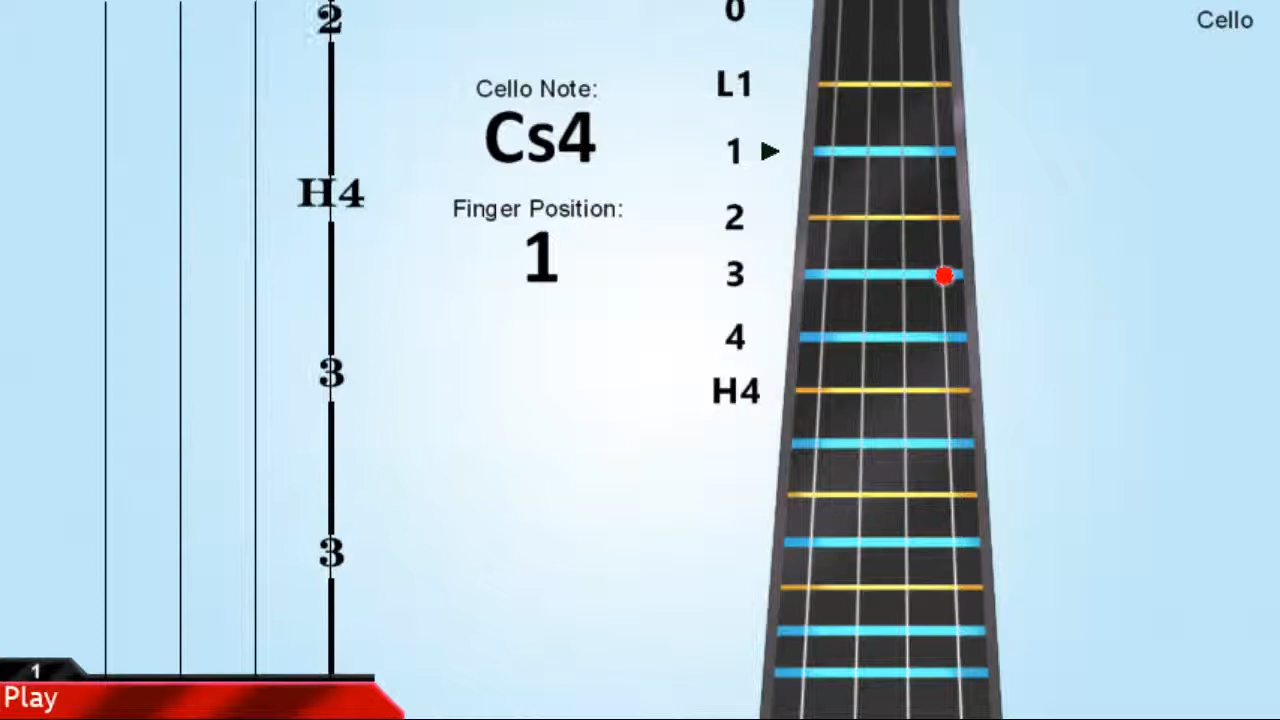 2
H4
3
3
1
Play
Cello Note:
Cs4
Finger Position:
1
0
L1
1
2
3
4
H4
Cello